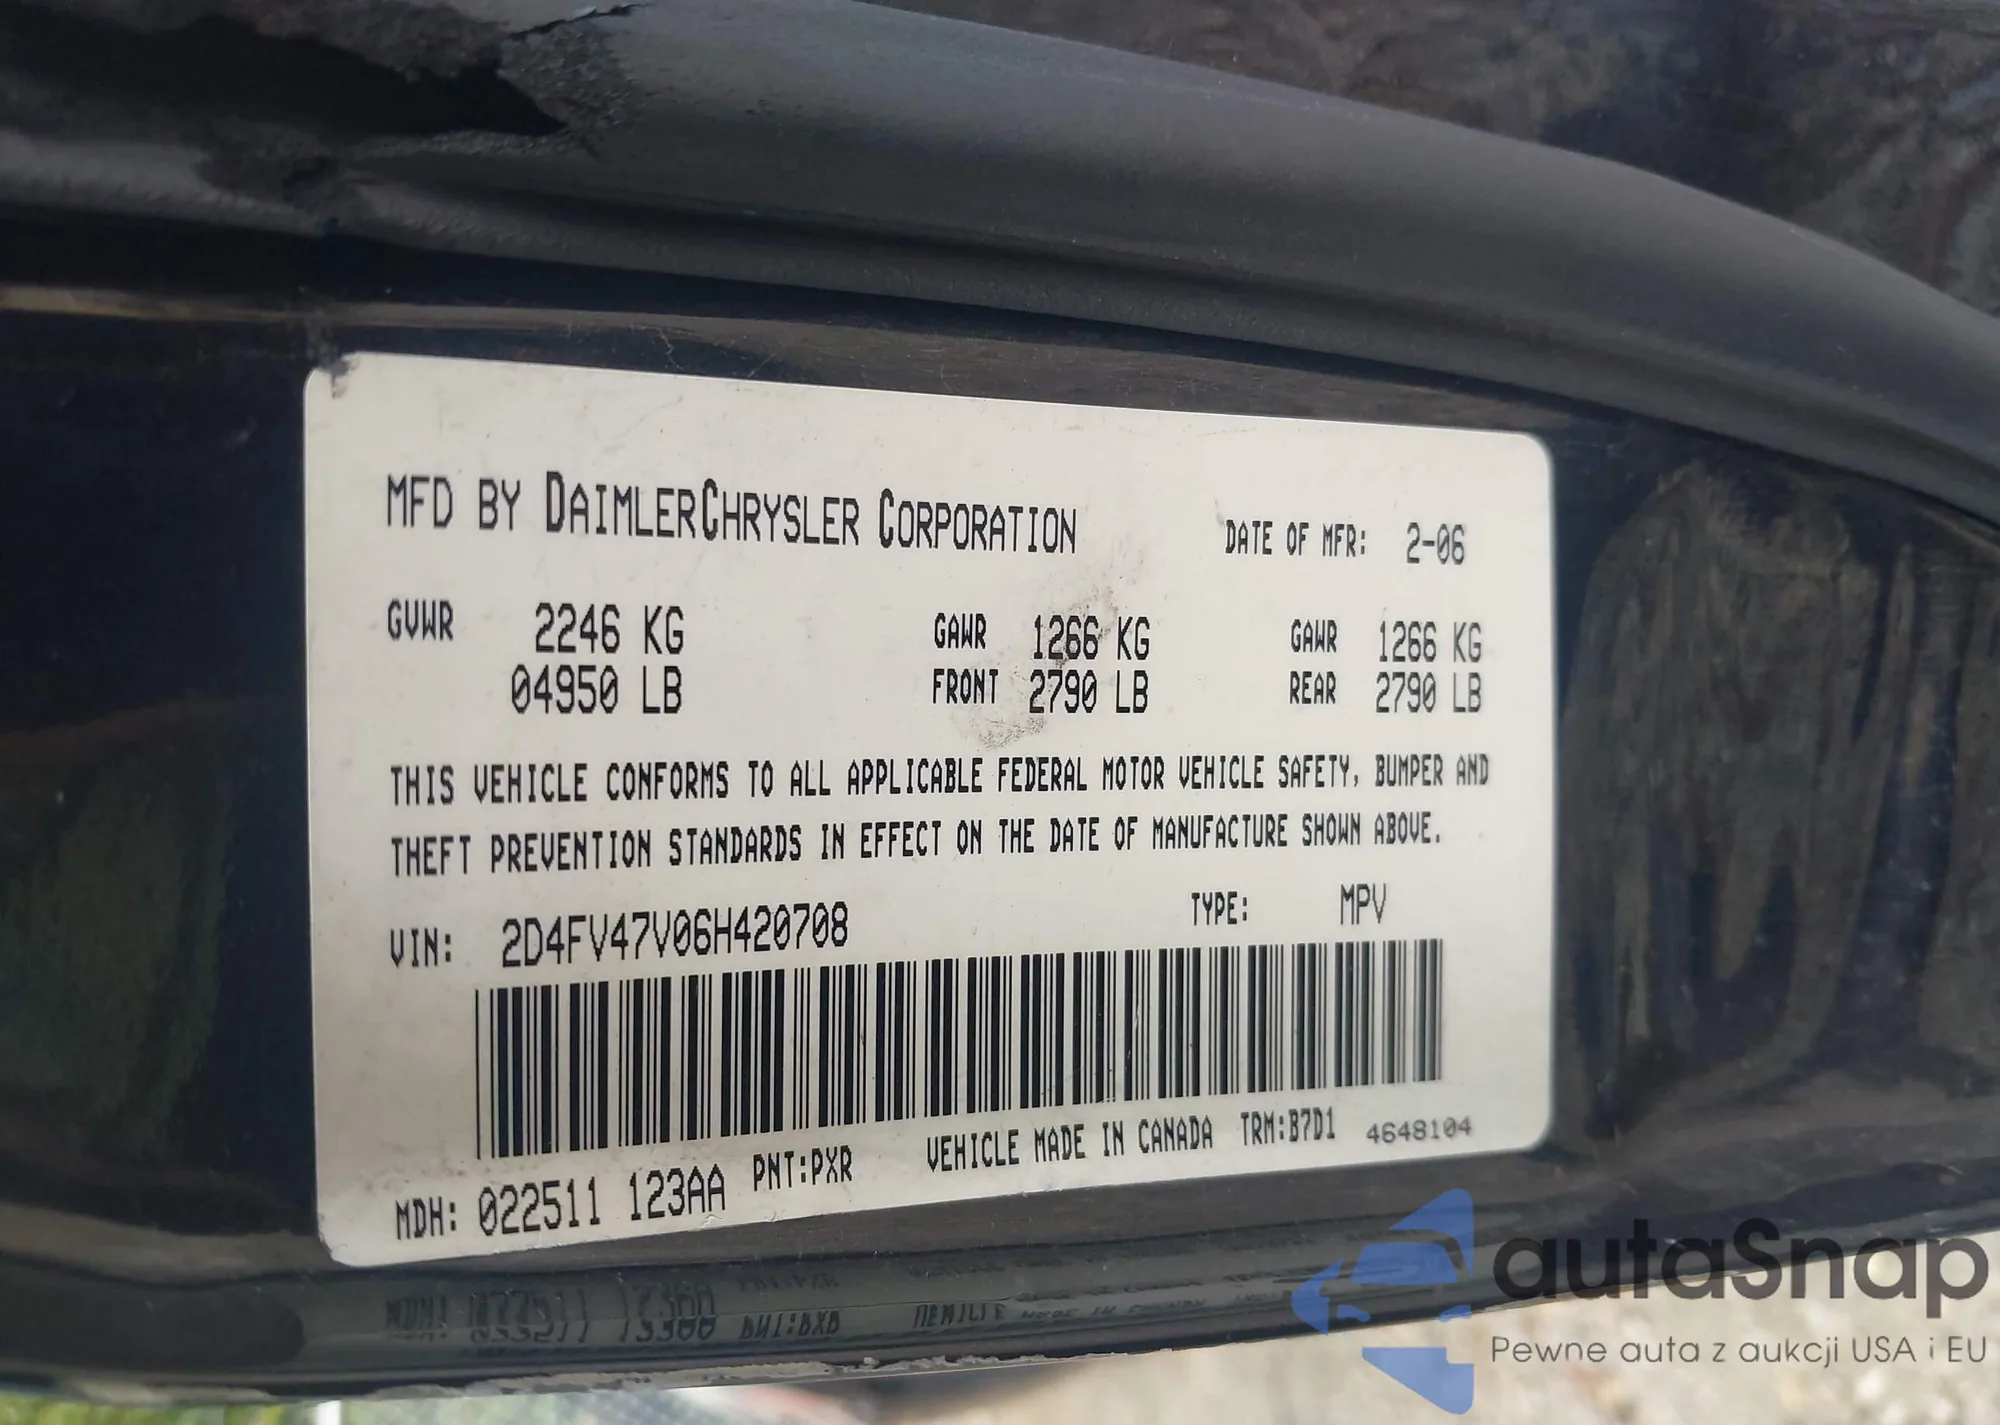 MFD BY DAIMLERCHRYSLER CORPORATION DATE OF MFR: 2-06
GVWR 2246 KG GAWR 1266 KG GAWR 1266 KG
04950 LB FRONT 2790 LB REAR 2790 LB
THIS VEHICLE CONFORMS TO ALL APPLICABLE FEDERAL MOTOR VEHICLE SAFETY, BUMPER AND
THEFT PREVENTION STANDARDS IN EFFECT ON THE DATE OF MANUFACTURE SHOWN ABOVE.
VIN: 2D4FV47V06H420708 TYPE: MPV
MDH: 022511 123AA PNT:PXR VEHICLE MADE IN CANADA TRM:B7D1 4648104
autaSnap
Pewne auta z aukcji USA i EU